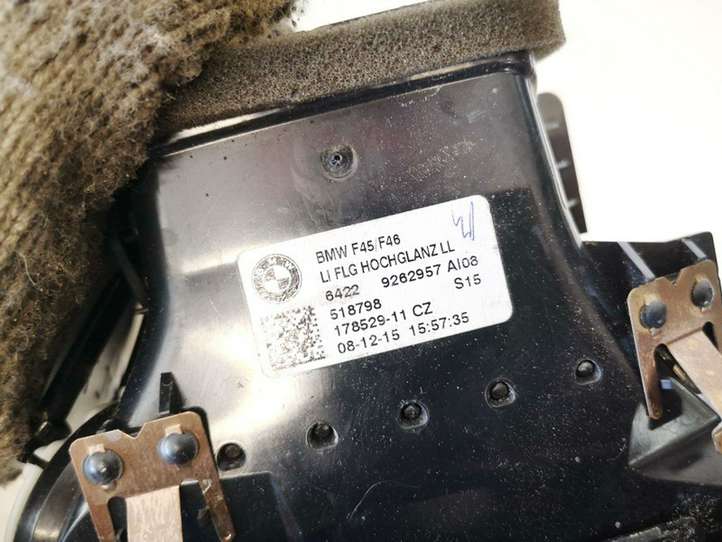 BMW F45/F46
LI FLG HOCHGLANZ LL
6422 9262957 AI08
518798 S15
178529-11 CZ
08-12-15 15:57:35